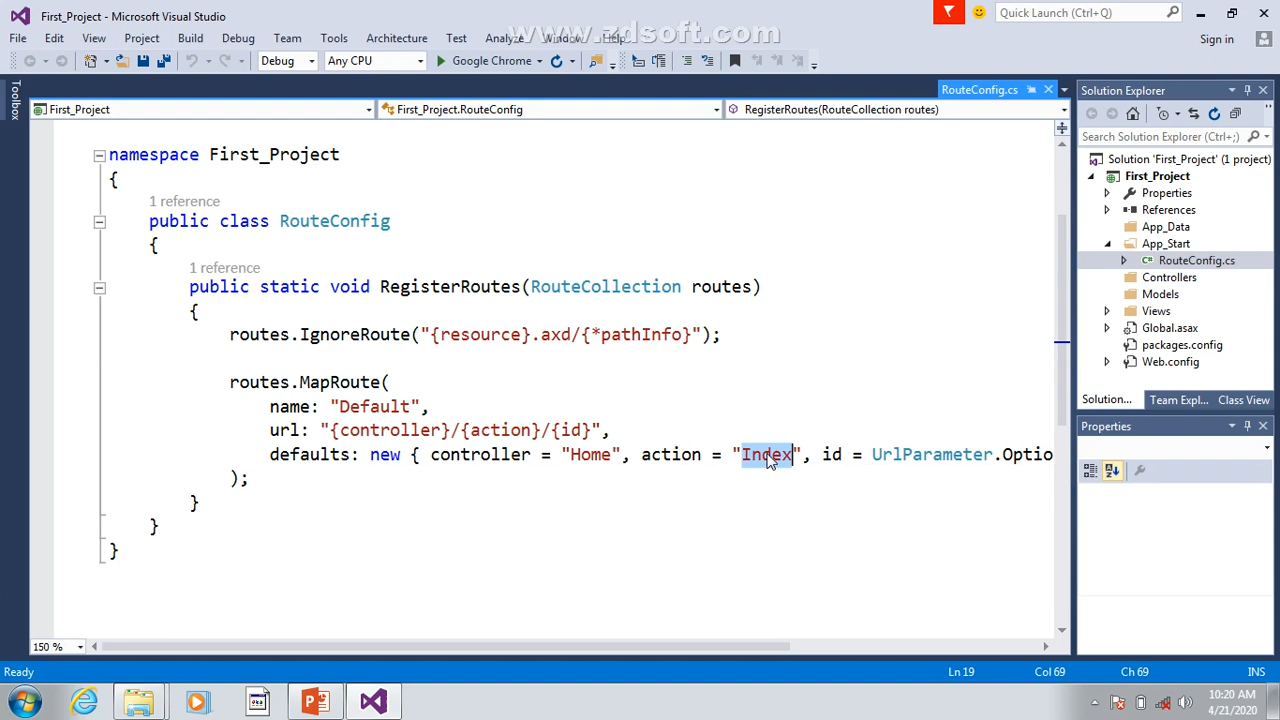 First_Project - Microsoft Visual Studio
www.zdsoft.com
Quick Launch (Ctrl+Q)
File Edit View Project Build Debug Team Tools Architecture Test Analyze Window Help
Sign in
Debug Any CPU Google Chrome
Toolbox
RouteConfig.cs
Solution Explorer
First_Project First_Project.RouteConfig RegisterRoutes(RouteCollection routes)
Search Solution Explorer (Ctrl+;)
namespace First_Project
{
1 reference
public class RouteConfig
{
1 reference
public static void RegisterRoutes(RouteCollection routes)
{
routes.IgnoreRoute("{resource}.axd/{*pathInfo}");
routes.MapRoute(
name: "Default",
url: "{controller}/{action}/{id}",
defaults: new { controller = "Home", action = "Index", id = UrlParameter.Optio
);
}
}
}
Solution 'First_Project' (1 project)
First_Project
Properties
References
App_Data
App_Start
C# RouteConfig.cs
Controllers
Models
Views
Global.asax
packages.config
Web.config
Solution... Team Expl... Class View
Properties
150 %
Ready Ln 19 Col 69 Ch 69 INS
10:20 AM
4/21/2020